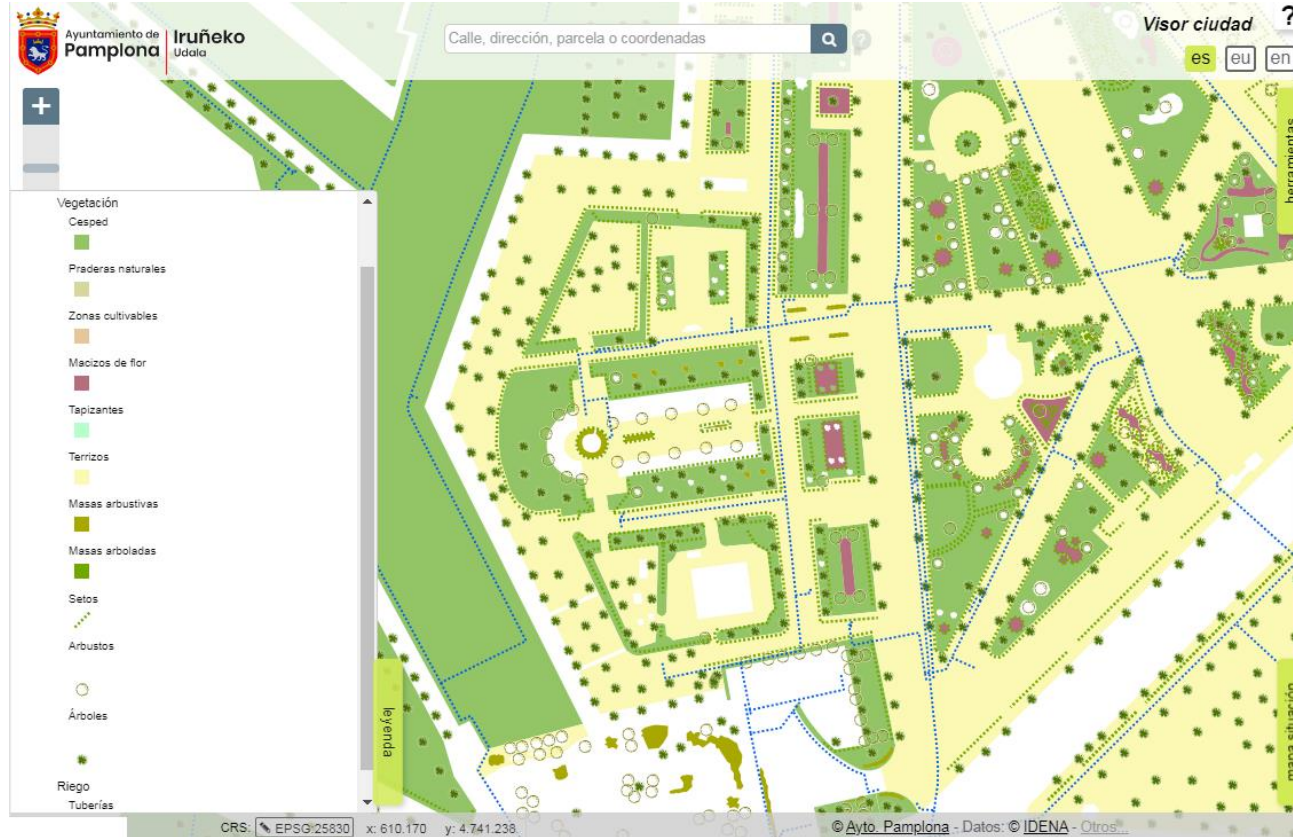 Ayuntamiento de
Pamplona
Iruñeko
Udala
Calle, dirección, parcela o coordenadas
?
Visor ciudad
?
es eu en
+
herramientas
Vegetación
Cesped
Praderas naturales
Zonas cultivables
Macizos de flor
Tapizantes
Terrizos
Masas arbustivas
Masas arboladas
Setos
Arbustos
Árboles
Riego
Tuberías
leyenda
mapa situación
CRS: EPSG:25830 x: 610.170 y: 4.741.238
© Ayto. Pamplona - Datos: © IDENA - Otros...